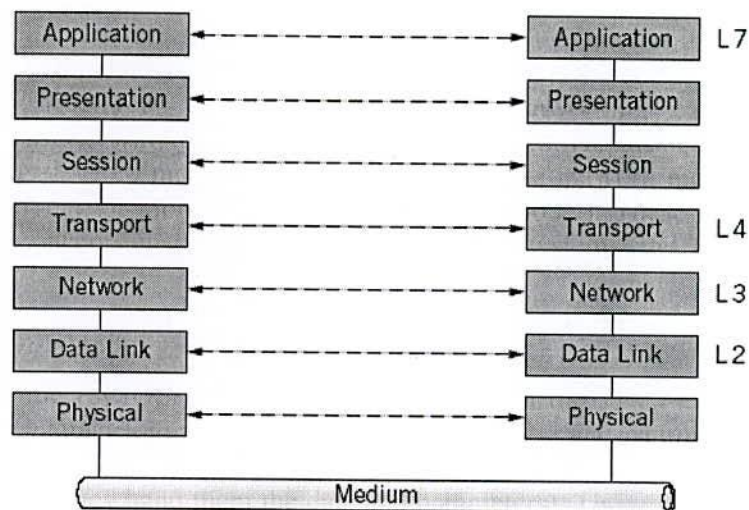 Application Application L7
Presentation Presentation
Session Session
Transport Transport L4
Network Network L3
Data Link Data Link L2
Physical Physical
Medium